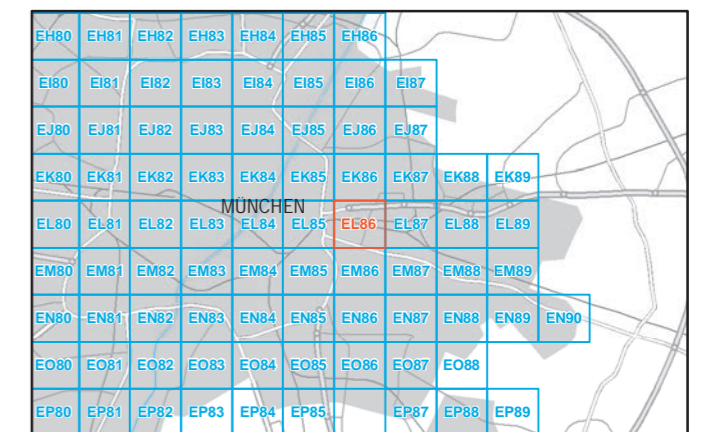 EH80 EH81 EH82 EH83 EH84 EH85 EH86
EI80 EI81 EI82 EI83 EI84 EI85 EI86 EI87
EJ80 EJ81 EJ82 EJ83 EJ84 EJ85 EJ86 EJ87
EK80 EK81 EK82 EK83 EK84 EK85 EK86 EK87 EK88 EK89
MÜNCHEN
EL80 EL81 EL82 EL83 EL84 EL85 EL86 EL87 EL88 EL89
EM80 EM81 EM82 EM83 EM84 EM85 EM86 EM87 EM88 EM89
EN80 EN81 EN82 EN83 EN84 EN85 EN86 EN87 EN88 EN89 EN90
EO80 EO81 EO82 EO83 EO84 EO85 EO86 EO87 EO88
EP80 EP81 EP82 EP83 EP84 EP85 EP87 EP88 EP89